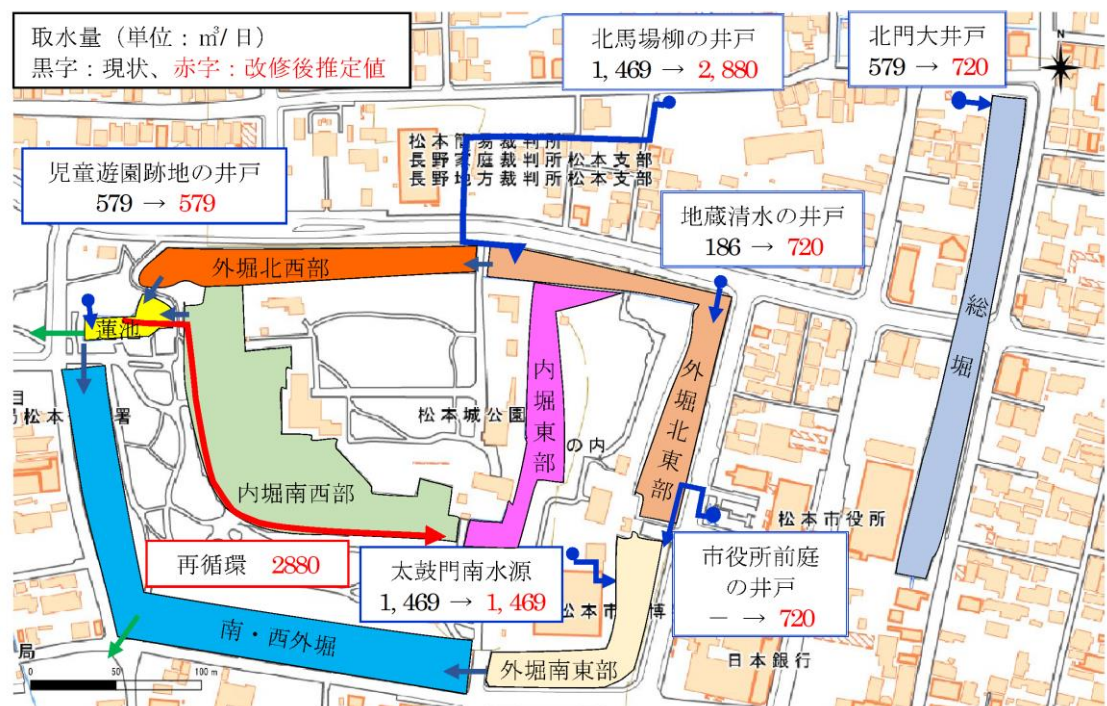 取水量（単位：㎥/日）
黒字：現状、赤字：改修後推定値
北馬場柳の井戸
1,469 → 2,880
北門大井戸
579 → 720
N
松本簡易裁判所
長野家庭裁判所松本支部
長野地方裁判所松本支部
児童遊園跡地の井戸
579 → 579
地蔵清水の井戸
186 → 720
外堀北西部
総堀
蓮池
内堀東部
外堀北東部
松本城公園
の内
署
内堀南西部
松本市役所
再循環 2880
太鼓門南水源
1,469 → 1,469
市役所前庭
の井戸
－ → 720
松本市
博
南・西外堀
外堀南東部
日本銀行
局
0 50 100 m